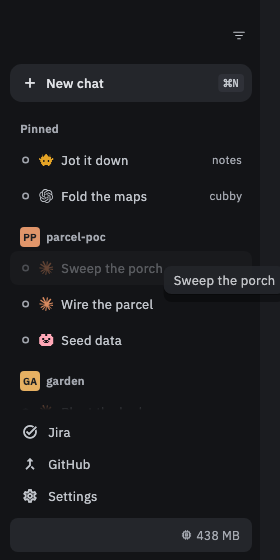 New chat ⌘N
Pinned
Jot it down notes
Fold the maps cubby
PP parcel-poc
Sweep the porch
Sweep the porch
Wire the parcel
Seed data
GA garden
Jira
GitHub
Settings
438 MB